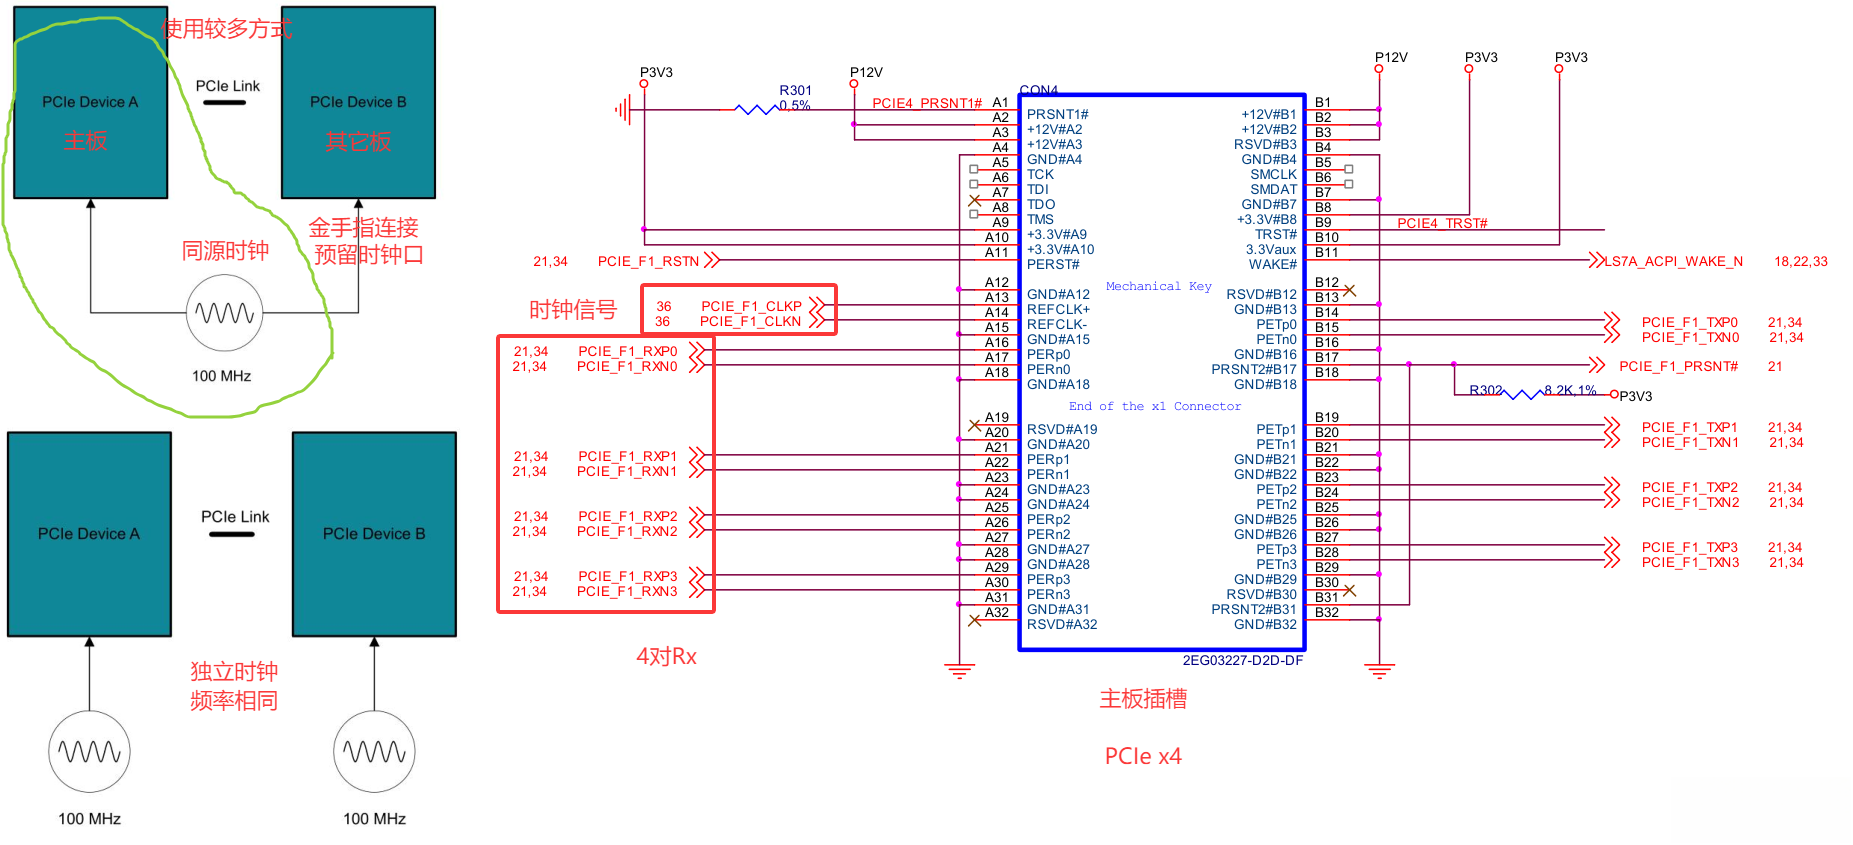 使用较多方式
PCIe Device A
主板
PCIe Link
PCIe Device B
其它板
金手指连接
预留时钟口
同源时钟
100 MHz
PCIe Device A
PCIe Link
PCIe Device B
独立时钟
频率相同
100 MHz
100 MHz
P3V3
P12V
P12V
P3V3
P3V3
R301
0,5%
PCIE4_PRSNT1#
CON4
A1
A2
A3
A4
A5
A6
A7
A8
A9
A10
A11
A12
A13
A14
A15
A16
A17
A18
A19
A20
A21
A22
A23
A24
A25
A26
A27
A28
A29
A30
A31
A32
PRSNT1#
+12V#A2
+12V#A3
GND#A4
TCK
TDI
TDO
TMS
+3.3V#A9
+3.3V#A10
PERST#
GND#A12
REFCLK+
REFCLK-
GND#A15
PERp0
PERn0
GND#A18
RSVD#A19
GND#A20
PERp1
PERn1
GND#A23
GND#A24
PERp2
PERn2
GND#A27
GND#A28
PERp3
PERn3
GND#A31
RSVD#A32
Mechanical Key
End of the x1 Connector
+12V#B1
+12V#B2
RSVD#B3
GND#B4
SMCLK
SMDAT
GND#B7
+3.3V#B8
TRST#
3.3Vaux
WAKE#
RSVD#B12
GND#B13
PETp0
PETn0
GND#B16
PRSNT2#B17
GND#B18
PETp1
PETn1
GND#B21
GND#B22
PETp2
PETn2
GND#B25
GND#B26
PETp3
PETn3
GND#B29
RSVD#B30
PRSNT2#B31
GND#B32
B1
B2
B3
B4
B5
B6
B7
B8
B9
B10
B11
B12
B13
B14
B15
B16
B17
B18
B19
B20
B21
B22
B23
B24
B25
B26
B27
B28
B29
B30
B31
B32
2EG03227-D2D-DF
21,34 PCIE_F1_RSTN
时钟信号
36 PCIE_F1_CLKP
36 PCIE_F1_CLKN
21,34 PCIE_F1_RXP0
21,34 PCIE_F1_RXN0
21,34 PCIE_F1_RXP1
21,34 PCIE_F1_RXN1
21,34 PCIE_F1_RXP2
21,34 PCIE_F1_RXN2
21,34 PCIE_F1_RXP3
21,34 PCIE_F1_RXN3
4对Rx
PCIE4_TRST#
LS7A_ACPI_WAKE_N 18,22,33
PCIE_F1_TXP0 21,34
PCIE_F1_TXN0 21,34
PCIE_F1_PRSNT# 21
R302 8.2K,1%
P3V3
PCIE_F1_TXP1 21,34
PCIE_F1_TXN1 21,34
PCIE_F1_TXP2 21,34
PCIE_F1_TXN2 21,34
PCIE_F1_TXP3 21,34
PCIE_F1_TXN3 21,34
主板插槽
PCIe x4